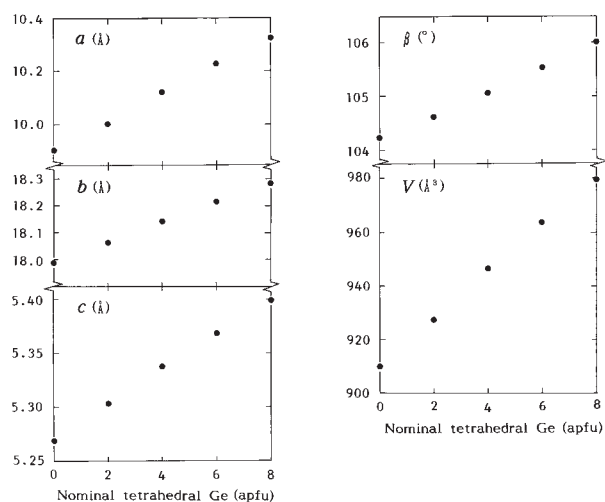 a (Å)
10.4
10.2
10.0
b (Å)
18.3
18.2
18.1
18.0
c (Å)
5.40
5.35
5.30
5.25
0 2 4 6 8
Nominal tetrahedral Ge (apfu)
β (°)
106
105
104
V (Å³)
980
960
940
920
900
0 2 4 6 8
Nominal tetrahedral Ge (apfu)